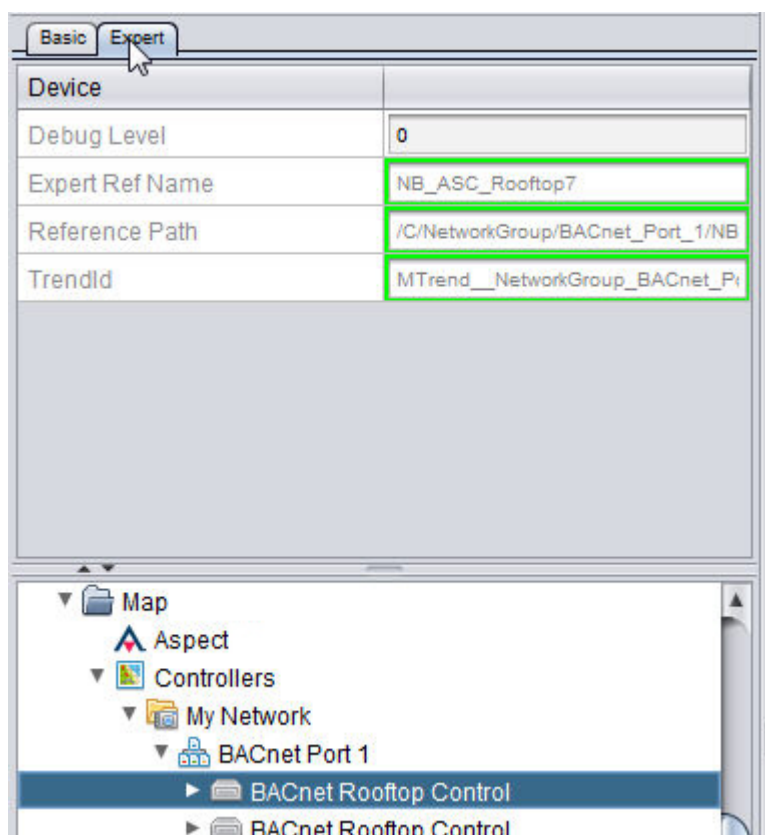 Basic Expert
Device
Debug Level 0
Expert Ref Name NB_ASC_Rooftop7
Reference Path /C/NetworkGroup/BACnet_Port_1/NB
TrendId MTrend__NetworkGroup_BACnet_P
Map
Aspect
Controllers
My Network
BACnet Port 1
BACnet Rooftop Control
BACnet Rooftop Control